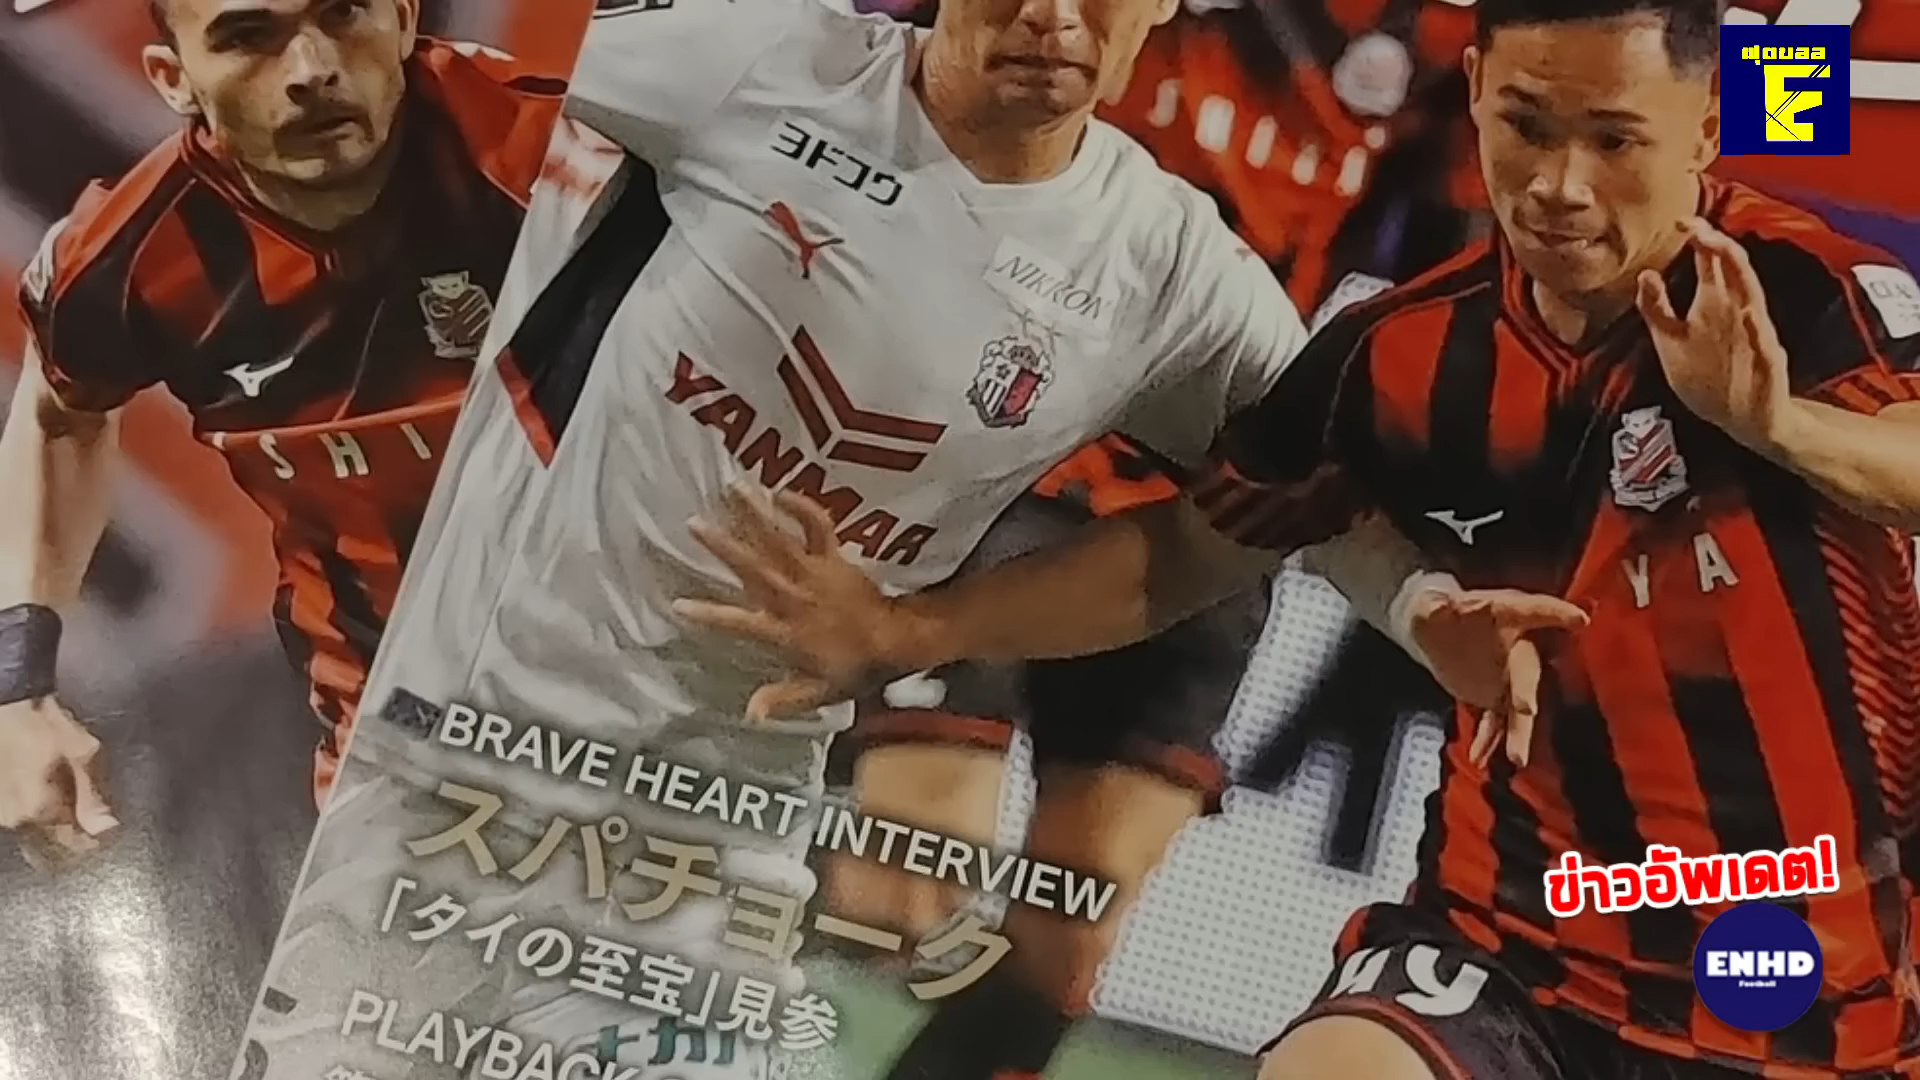 ฟุตบอล
E
ヨドコウ
NIKKON
YANMAR
SHI
YA
BRAVE HEART INTERVIEW
スパチョーク
「タイの至宝」見参
PLAYBACK
ข่าวอัพเดต!
ENHD
Football